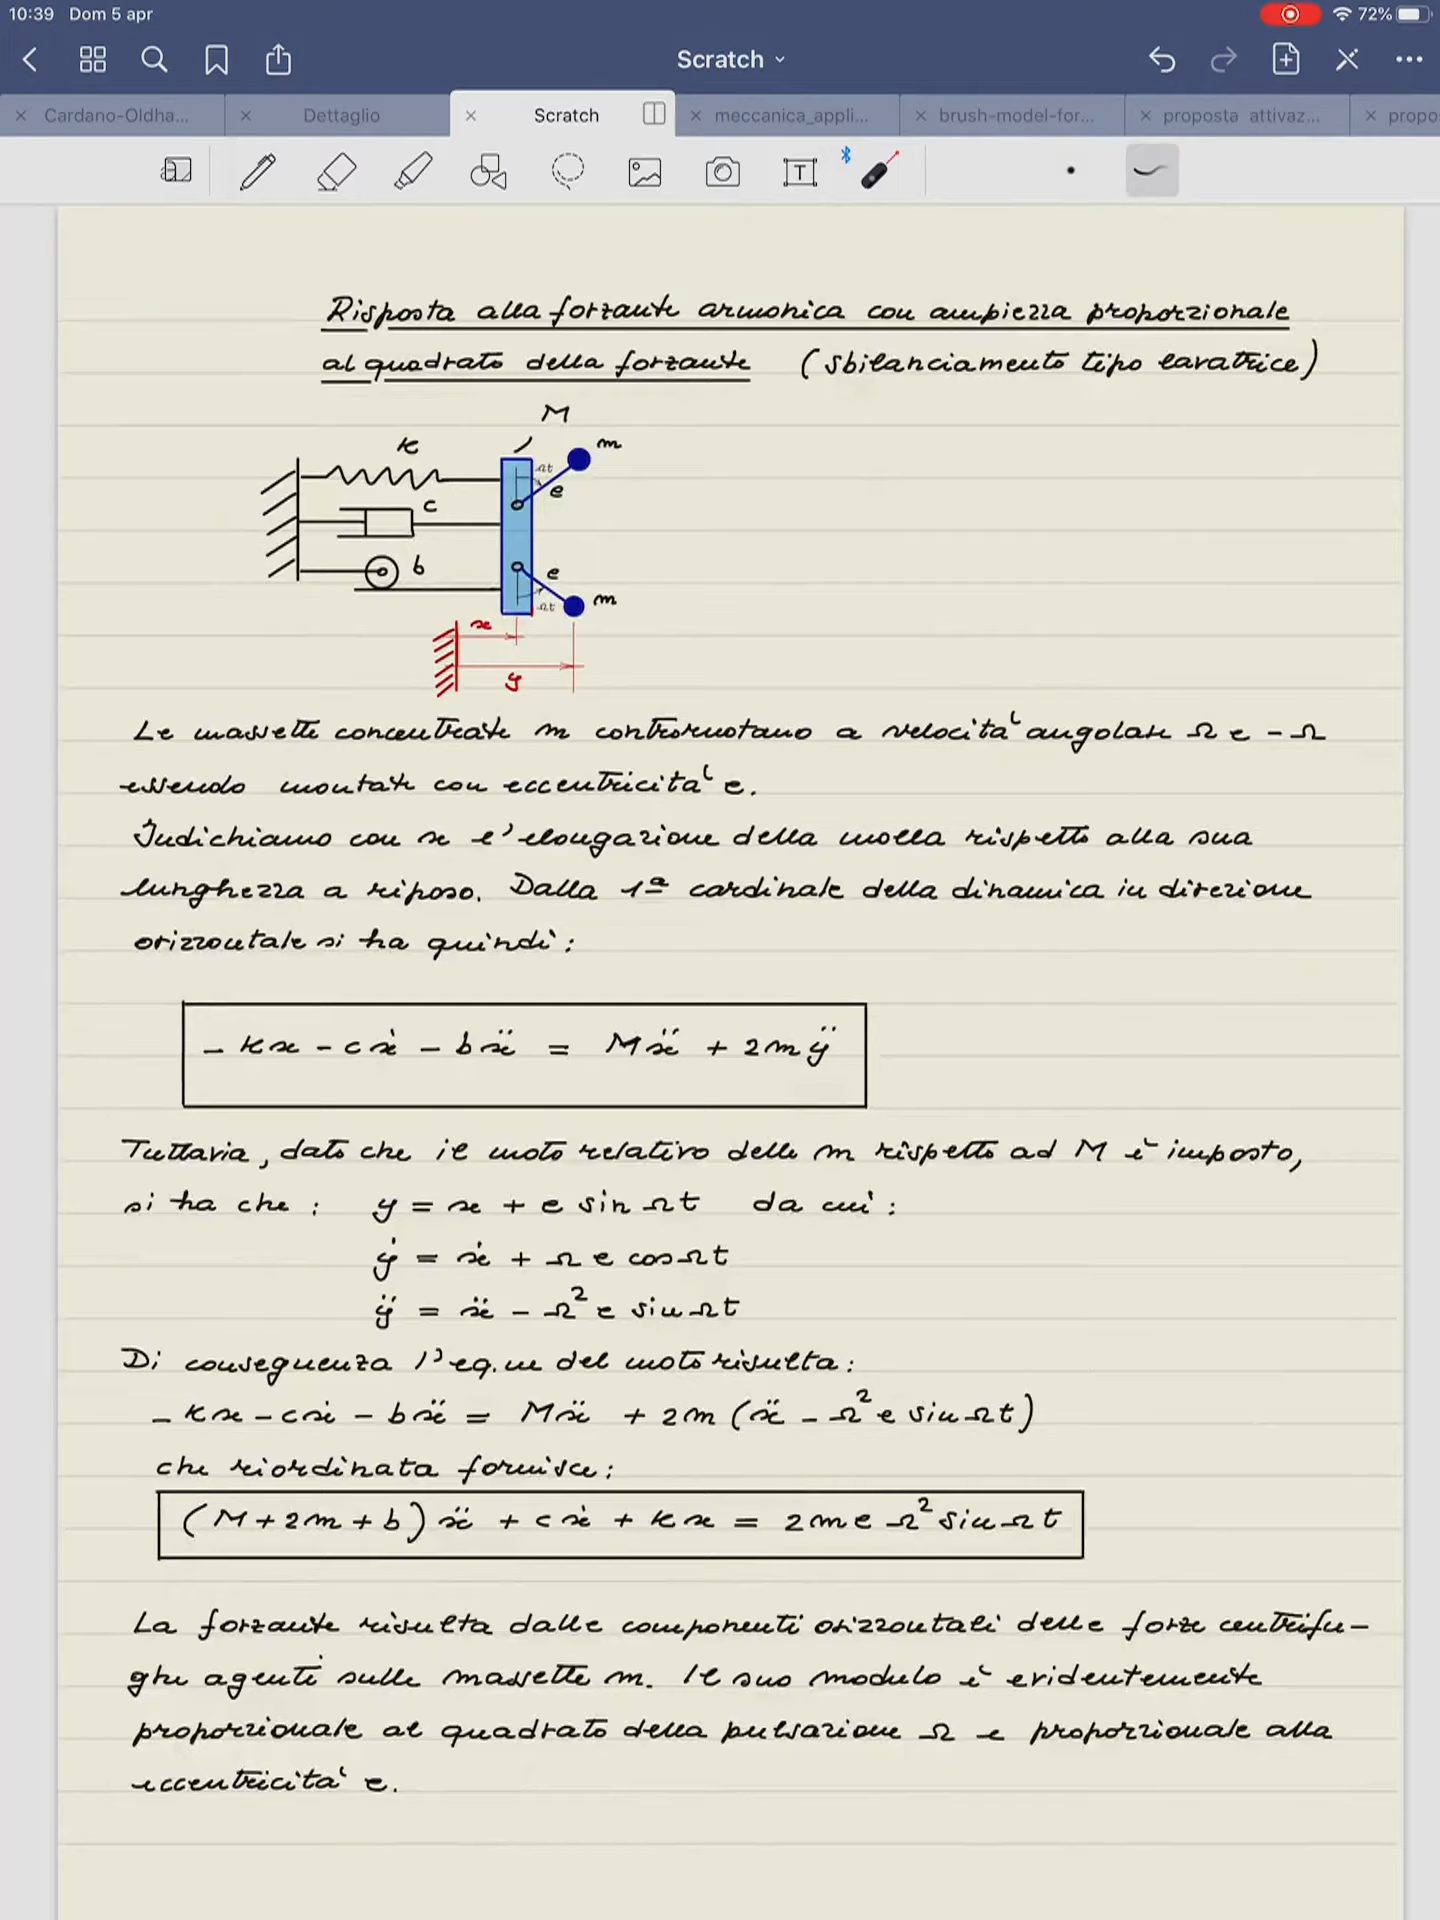 10:39 Dom 5 apr 72%
Scratch
Cardano-Oldha... Dettaglio Scratch meccanica_appli... brush-model-for... proposta attivaz... propo
T
Risposta alla forzante armonica con ampiezza proporzionale
al quadrato della forzante (sbilanciamento tipo lavatrice)
M
k
m
Ωt
e
c
b
e
m
Ωt
x
y
Le massette concentrate m controruotano a velocità angolare Ω e -Ω
essendo montate con eccentricità e.
Indichiamo con x l'elongazione della molla rispetto alla sua
lunghezza a riposo. Dalla 1ª cardinale della dinamica in direzione
orizzontale si ha quindi:
- kx - cẋ - bẍ = Mẍ + 2mÿ
Tuttavia, dato che il moto relativo delle m rispetto ad M è imposto,
si ha che : y = x + e sin Ωt da cui :
ẏ = ẋ + Ω e cos Ωt
ÿ = ẍ - Ω² e sin Ωt
Di conseguenza l'eq.ne del moto risulta:
- kx - cẋ - bẍ = Mẍ + 2m (ẍ - Ω² e sin Ωt)
che riordinata fornisce:
(M + 2m + b) ẍ + cẋ + kx = 2me Ω² sin Ωt
La forzante risulta dalle componenti orizzontali delle forze centrifu-
ghe agenti sulle massette m. Il suo modulo è evidentemente
proporzionale al quadrato della pulsazione Ω e proporzionale alla
eccentricità e.